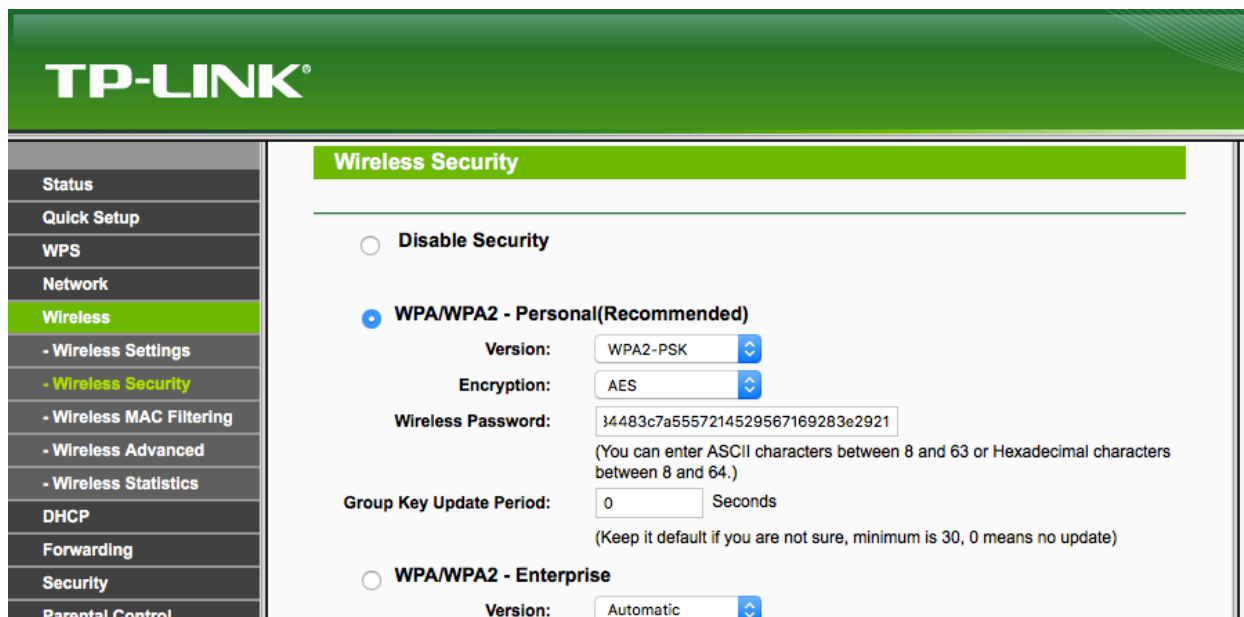 TP-LINK®
Status
Quick Setup
WPS
Network
Wireless
- Wireless Settings
- Wireless Security
- Wireless MAC Filtering
- Wireless Advanced
- Wireless Statistics
DHCP
Forwarding
Security
Parental Control
Wireless Security
Disable Security
WPA/WPA2 - Personal(Recommended)
Version: WPA2-PSK
Encryption: AES
Wireless Password: 34483c7a5557214529567169283e2921
(You can enter ASCII characters between 8 and 63 or Hexadecimal characters
between 8 and 64.)
Group Key Update Period: 0 Seconds
(Keep it default if you are not sure, minimum is 30, 0 means no update)
WPA/WPA2 - Enterprise
Version: Automatic